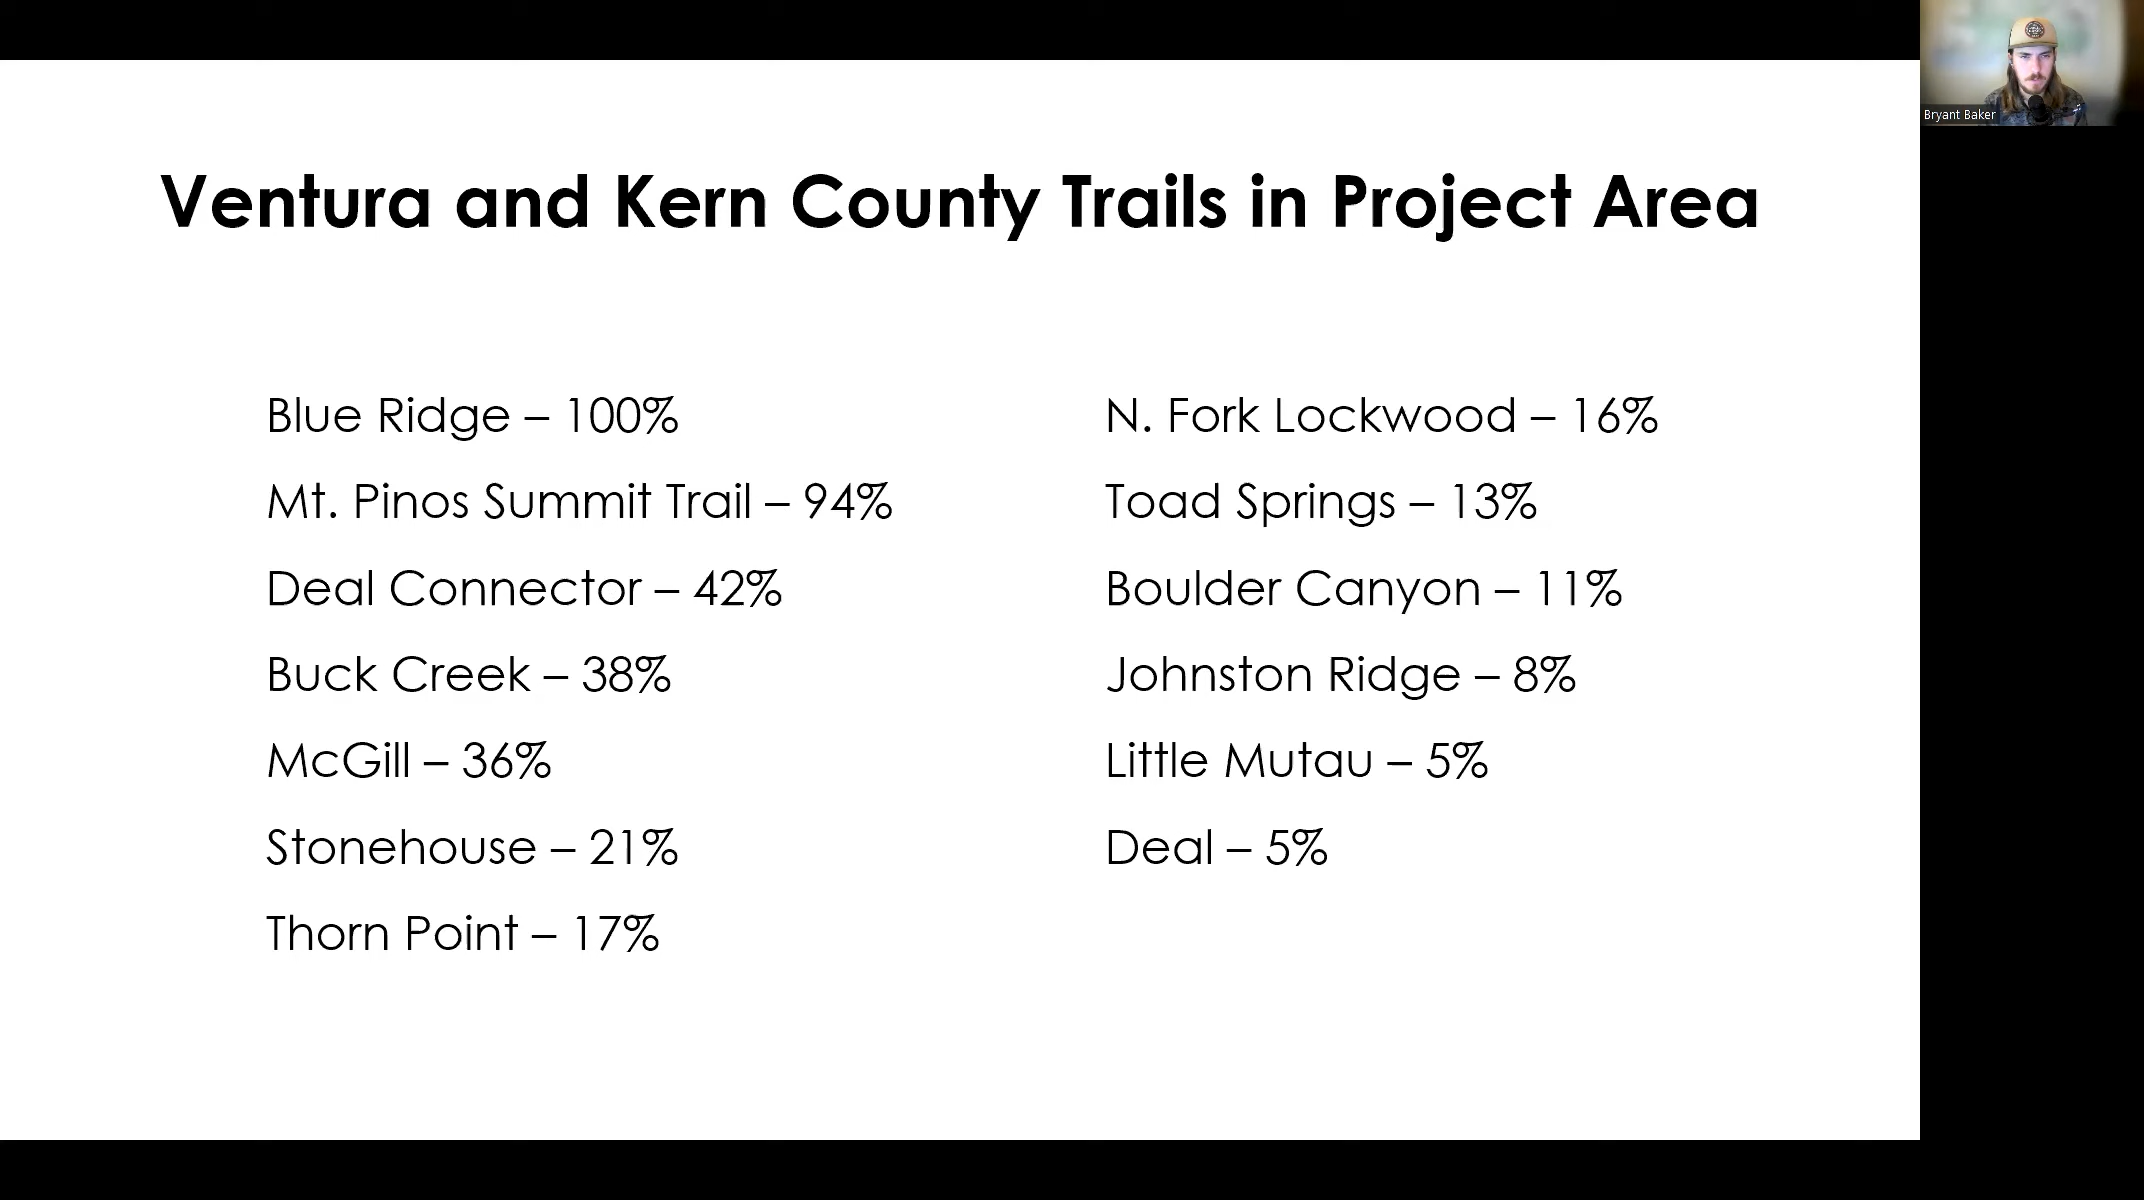 Bryant Baker
Ventura and Kern County Trails in Project Area
Blue Ridge – 100%
Mt. Pinos Summit Trail – 94%
Deal Connector – 42%
Buck Creek – 38%
McGill – 36%
Stonehouse – 21%
Thorn Point – 17%
N. Fork Lockwood – 16%
Toad Springs – 13%
Boulder Canyon – 11%
Johnston Ridge – 8%
Little Mutau – 5%
Deal – 5%